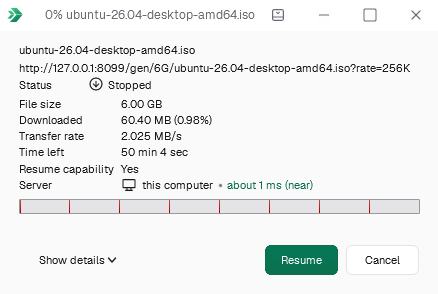 0% ubuntu-26.04-desktop-amd64.iso
ubuntu-26.04-desktop-amd64.iso
http://127.0.0.1:8099/gen/6G/ubuntu-26.04-desktop-amd64.iso?rate=256K
Status Stopped
File size 6.00 GB
Downloaded 60.40 MB (0.98%)
Transfer rate 2.025 MB/s
Time left 50 min 4 sec
Resume capability Yes
Server this computer • about 1 ms (near)
Show details Resume Cancel